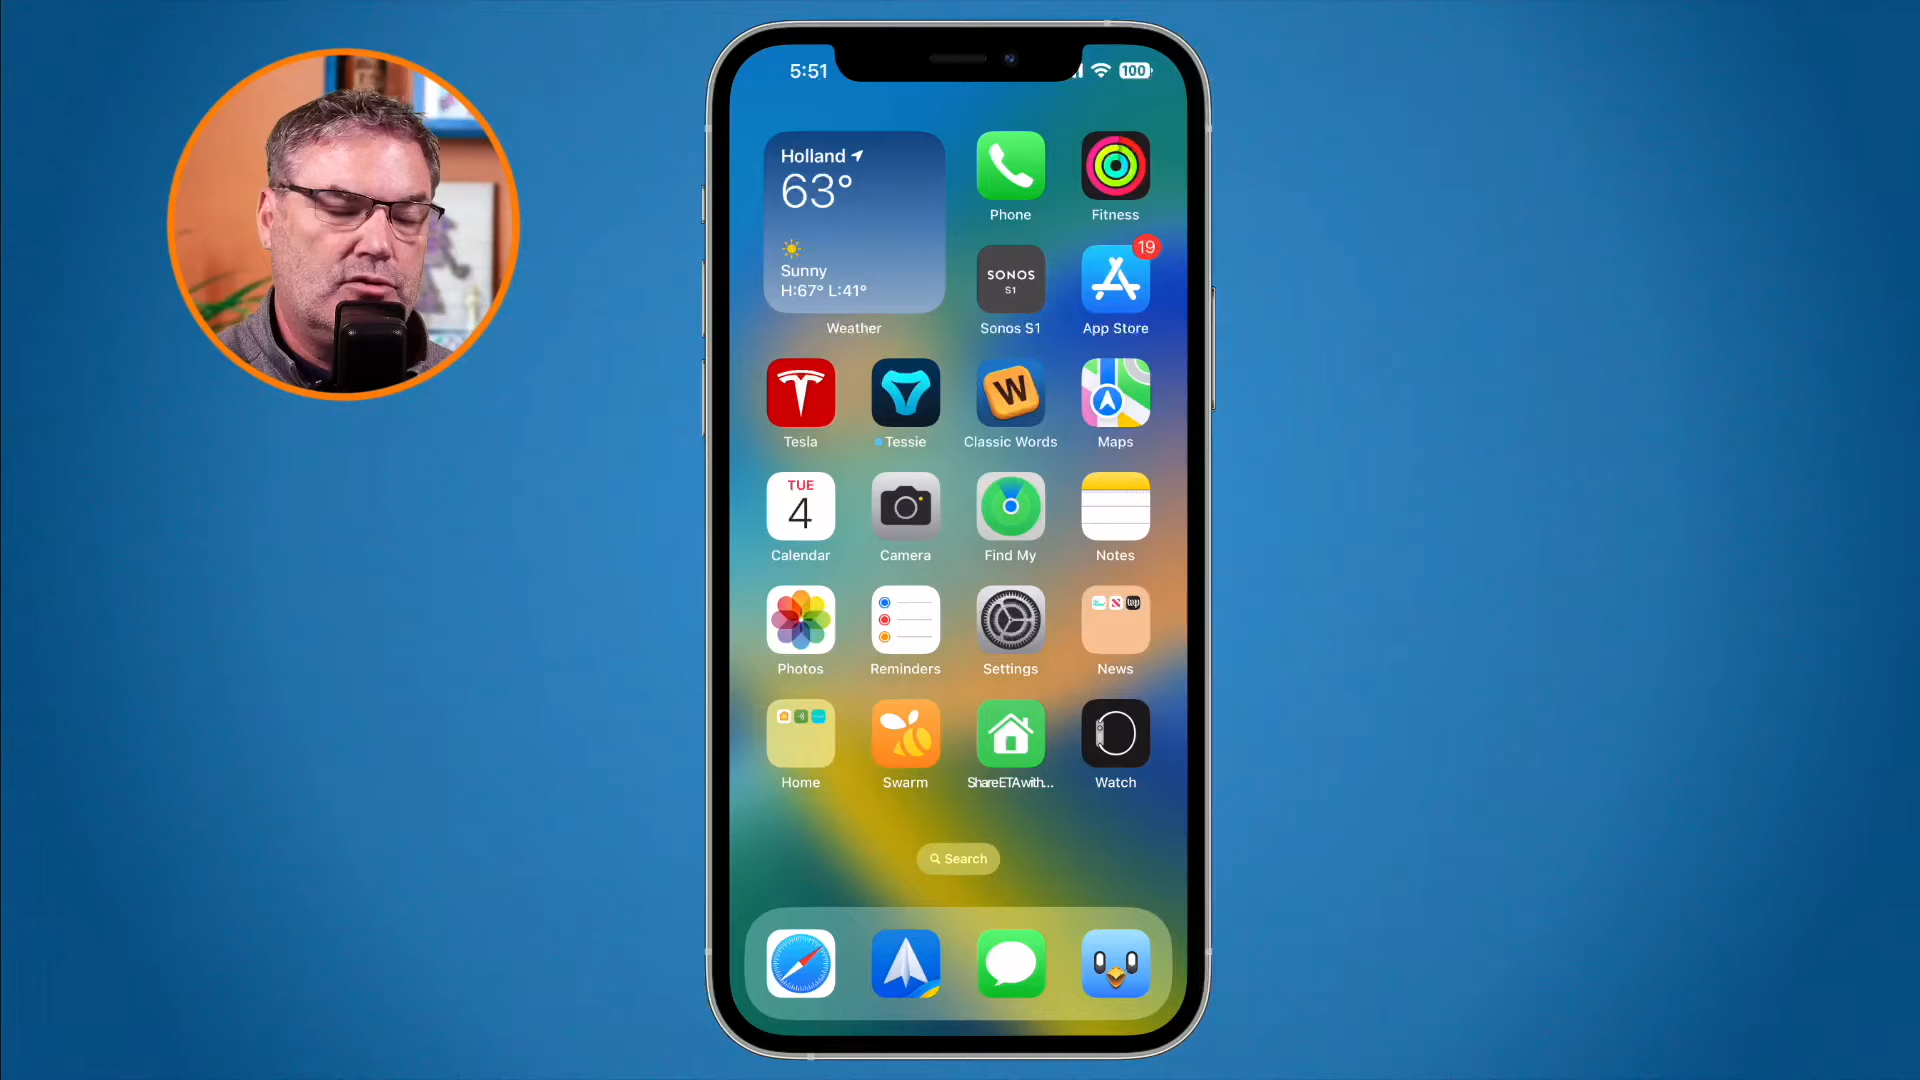 5:51
100
Holland
63°
Sunny
H:67° L:41°
Weather
Phone
Fitness
SONOS
S1
19
Sonos S1
App Store
W
Tesla
Tessie
Classic Words
Maps
TUE
4
Calendar
Camera
Find My
Notes
wp
Photos
Reminders
Settings
News
Home
Swarm
ShareETAwith...
Watch
Search